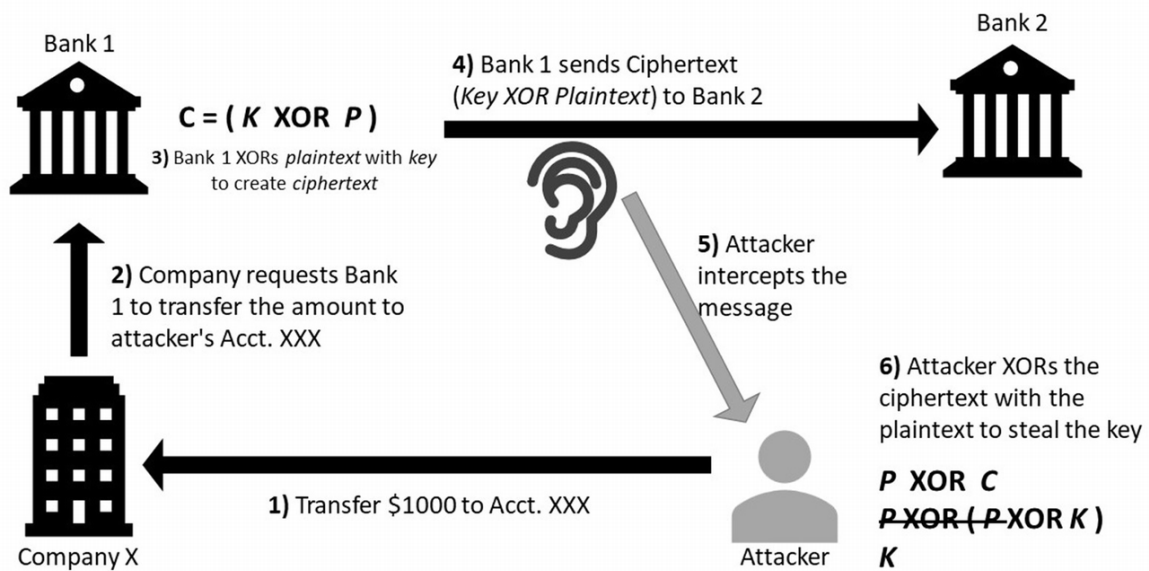 Bank 1
Bank 2
4) Bank 1 sends Ciphertext
(Key XOR Plaintext) to Bank 2
C = ( K XOR P )
3) Bank 1 XORs plaintext with key
to create ciphertext
5) Attacker
intercepts the
message
2) Company requests Bank
1 to transfer the amount to
attacker's Acct. XXX
6) Attacker XORs the
ciphertext with the
plaintext to steal the key
P XOR C
P XOR ( P XOR K )
K
1) Transfer $1000 to Acct. XXX
Company X
Attacker